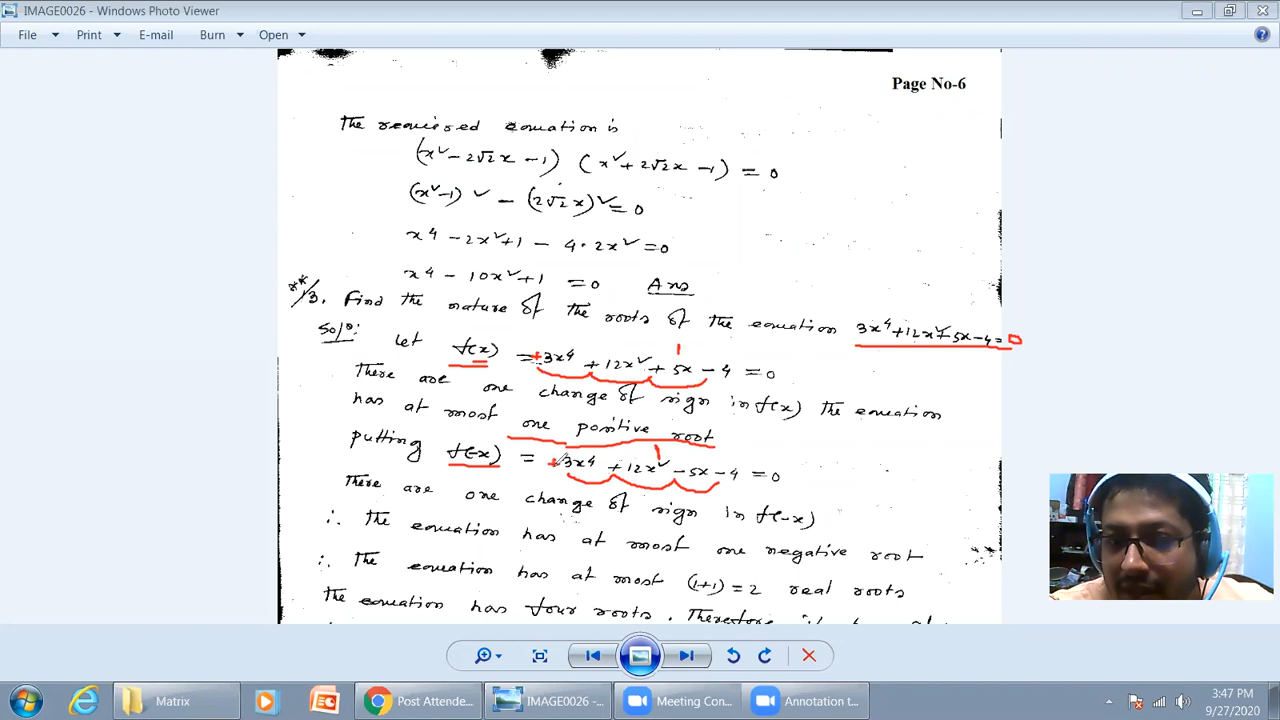 IMAGE0026 - Windows Photo Viewer
File Print E-mail Burn Open
Page No-6
The required equation is
(x² - 2√2x - 1) (x² + 2√2x - 1) = 0
(x² - 1)² - (2√2x)² = 0
x⁴ - 2x² + 1 - 4·2x² = 0
x⁴ - 10x² + 1 = 0 Ans
**/3. Find the nature of the roots of the equation 3x⁴ + 12x² + 5x - 4 = 0
Solⁿ: Let f(x) = +3x⁴ + 12x² + 5x - 4 = 0
1
There are one change of sign in f(x) The equation
has at most one positive root
putting f(-x) = +3x⁴ + 12x² - 5x - 4 = 0
1
There are one change of sign in f(-x)
∴ The equation has at most one negative root
∴ The equation has at most (1+1) = 2 real roots
The equation has four roots. Therefore it
Matrix
Post Attende...
IMAGE0026 -...
Meeting Con...
Annotation t...
3:47 PM
9/27/2020